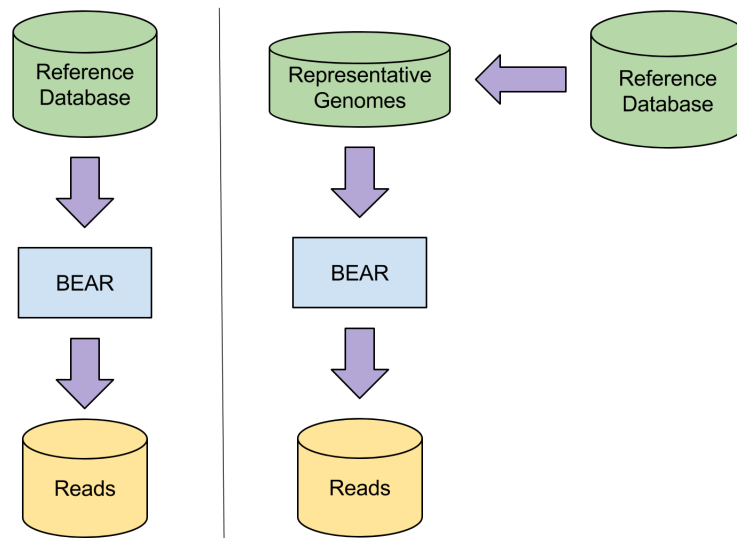 Reference
Database
BEAR
Reads
Representative
Genomes
Reference
Database
BEAR
Reads